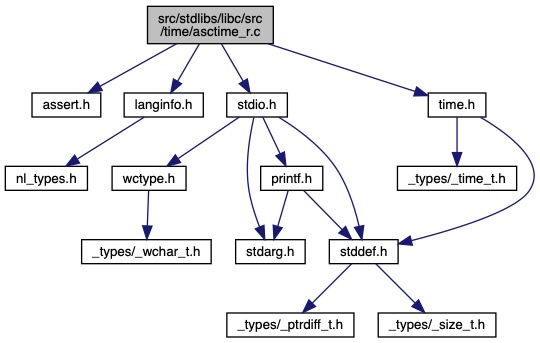 src/stdlibs/libc/src
/time/asctime_r.c
assert.h
langinfo.h
stdio.h
time.h
nl_types.h
wctype.h
printf.h
_types/_time_t.h
_types/_wchar_t.h
stdarg.h
stddef.h
_types/_ptrdiff_t.h
_types/_size_t.h